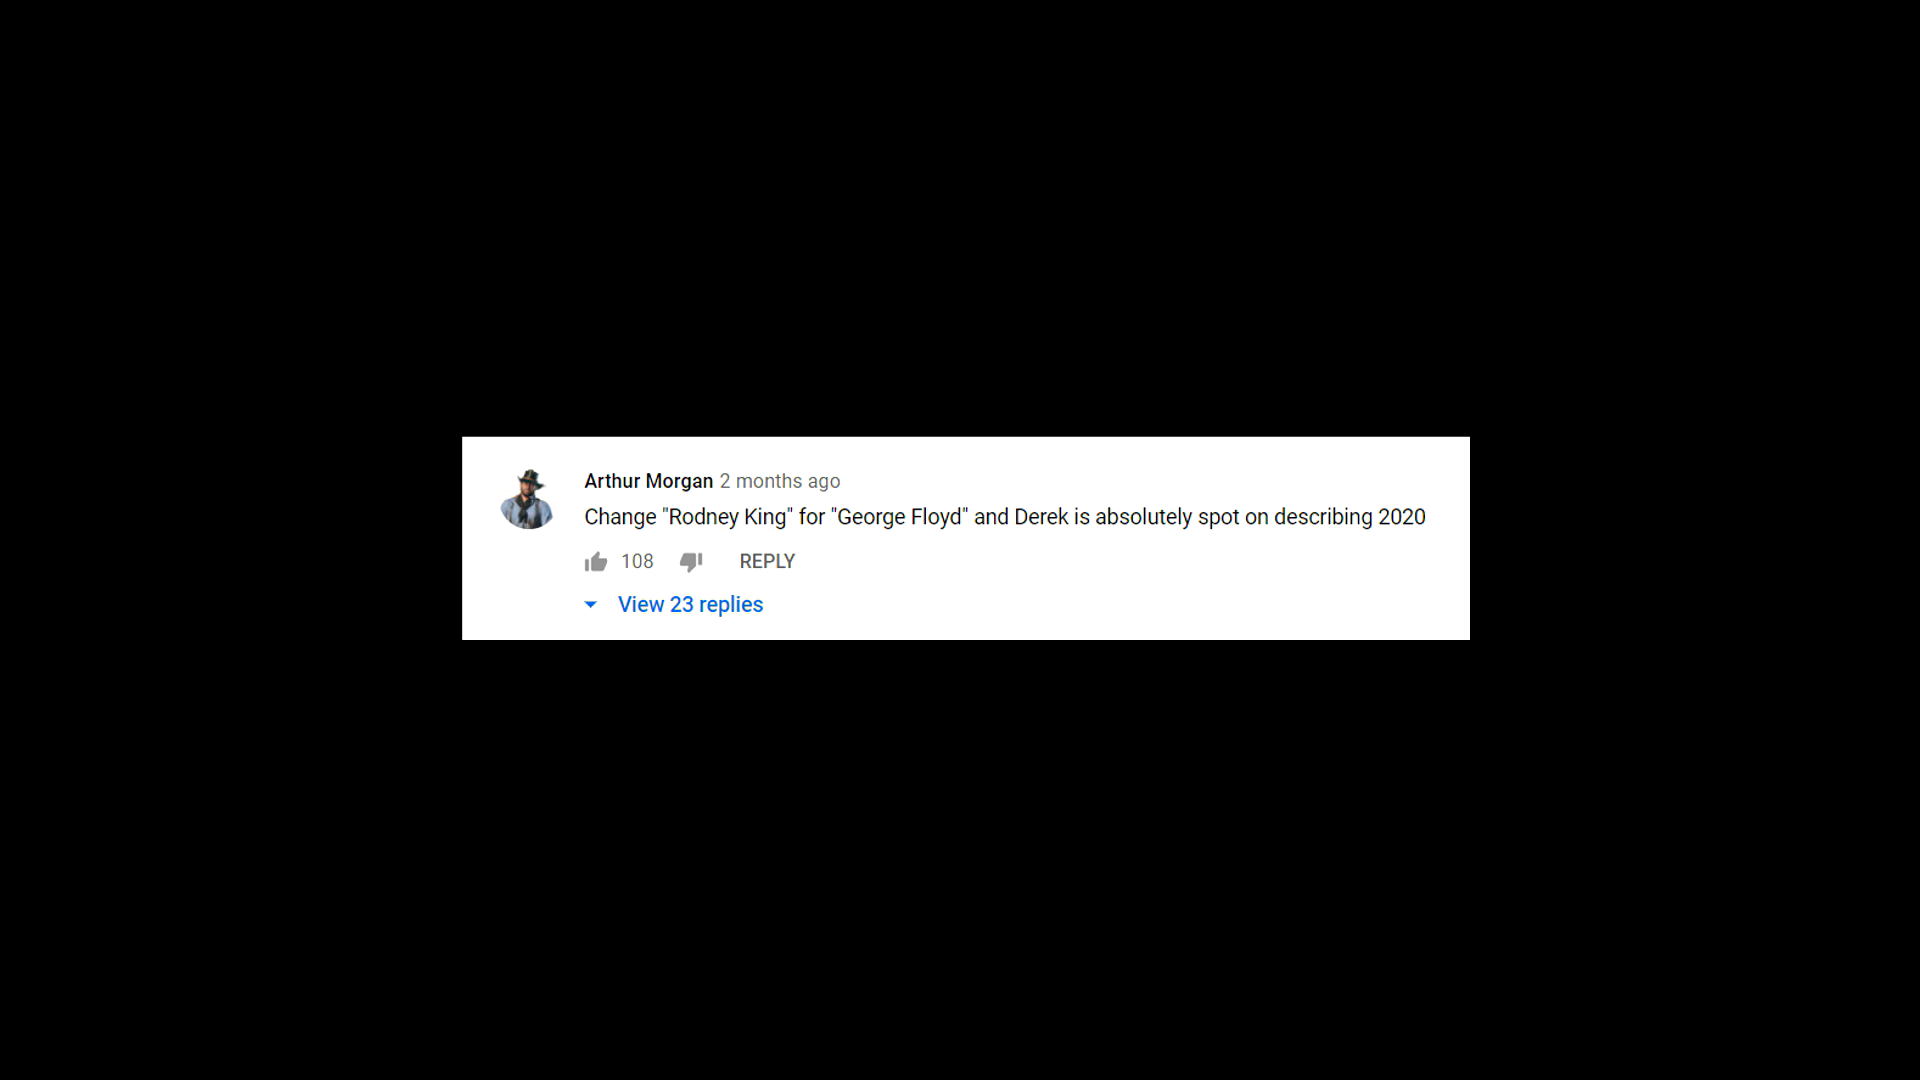 Arthur Morgan 2 months ago
Change "Rodney King" for "George Floyd" and Derek is absolutely spot on describing 2020
108 REPLY
View 23 replies